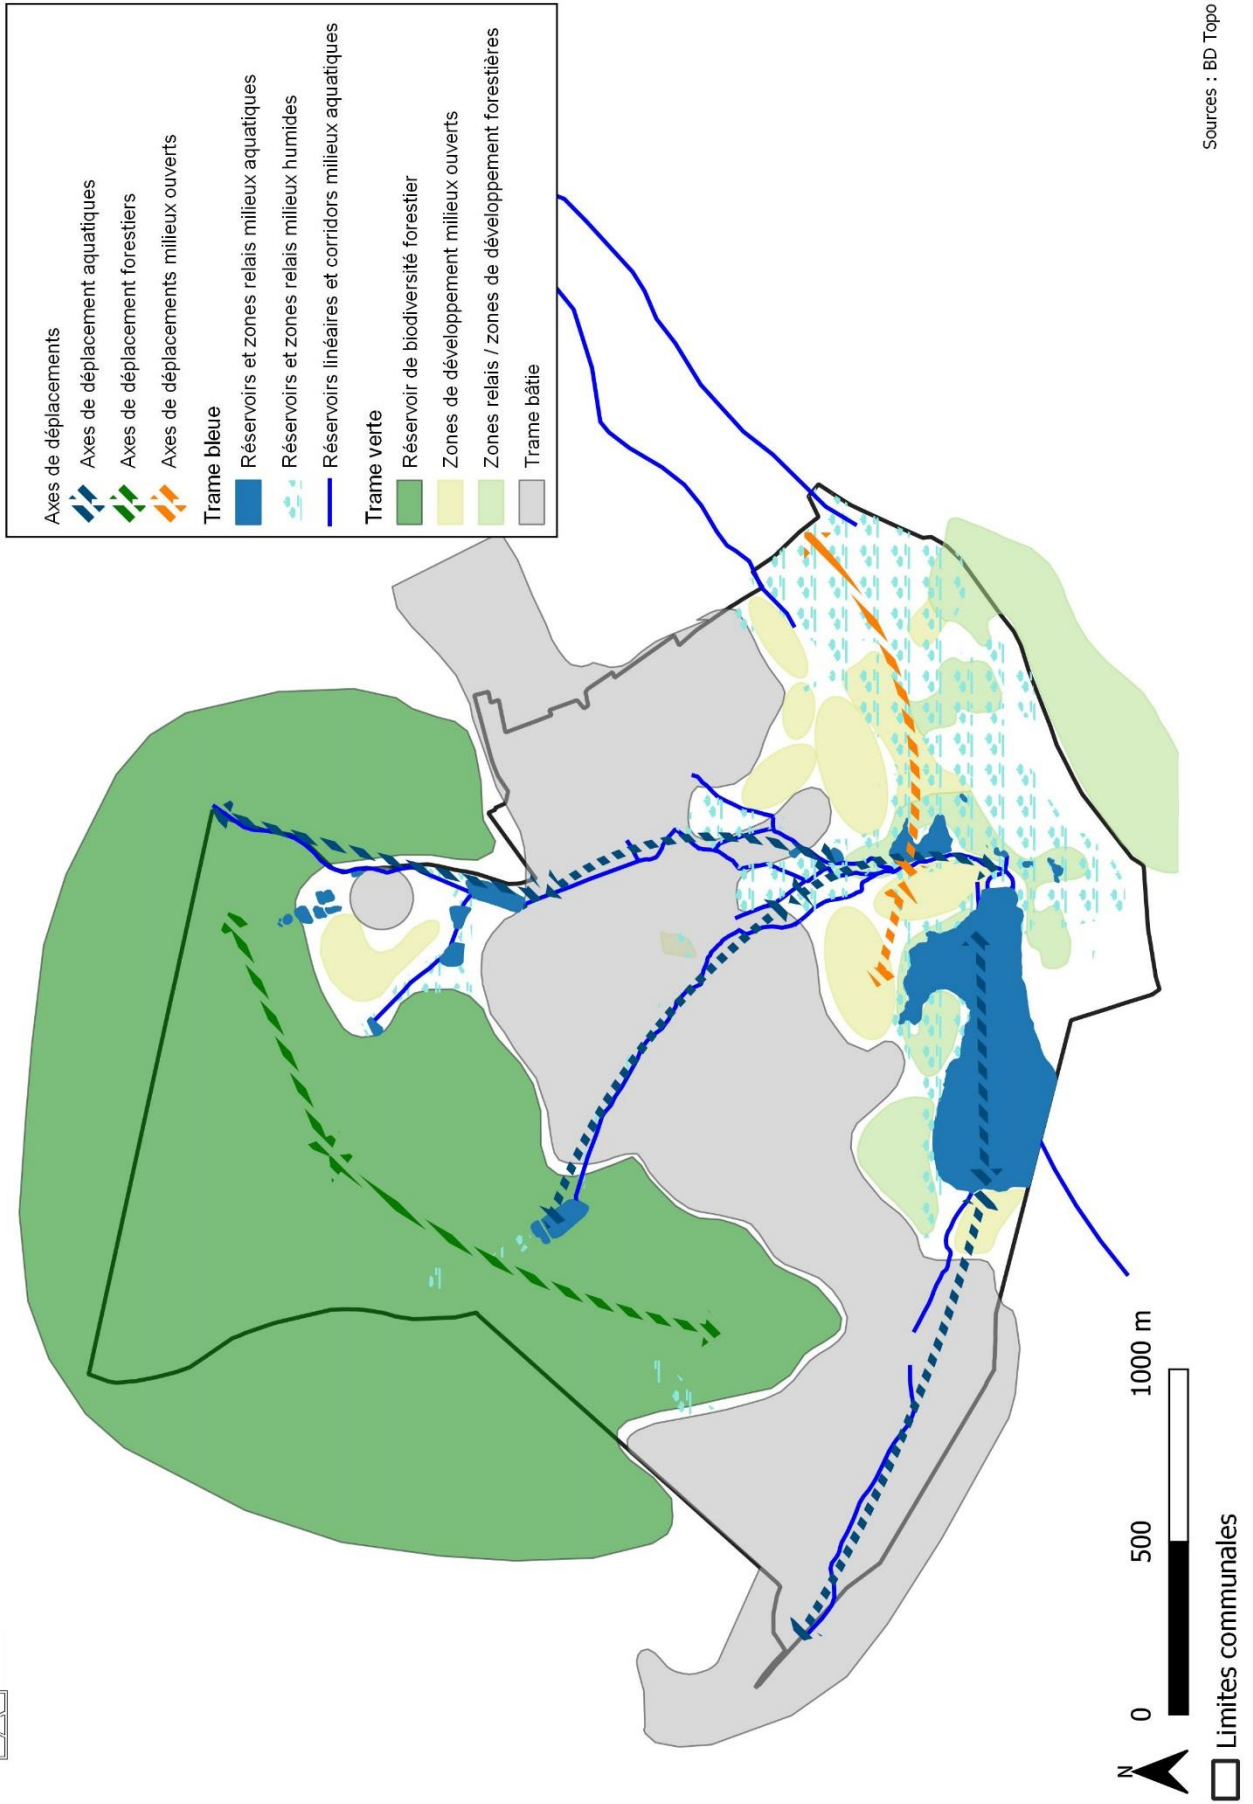 Axes de déplacements
Axes de déplacement aquatiques
Axes de déplacement forestiers
Axes de déplacements milieux ouverts
Trame bleue
Réservoirs et zones relais milieux aquatiques
Réservoirs et zones relais milieux humides
Réservoirs linéaires et corridors milieux aquatiques
Trame verte
Réservoir de biodiversité forestier
Zones de développement milieux ouverts
Zones relais / zones de développement forestières
Trame bâtie
N
0 500 1000 m
Limites communales
Sources : BD Topo